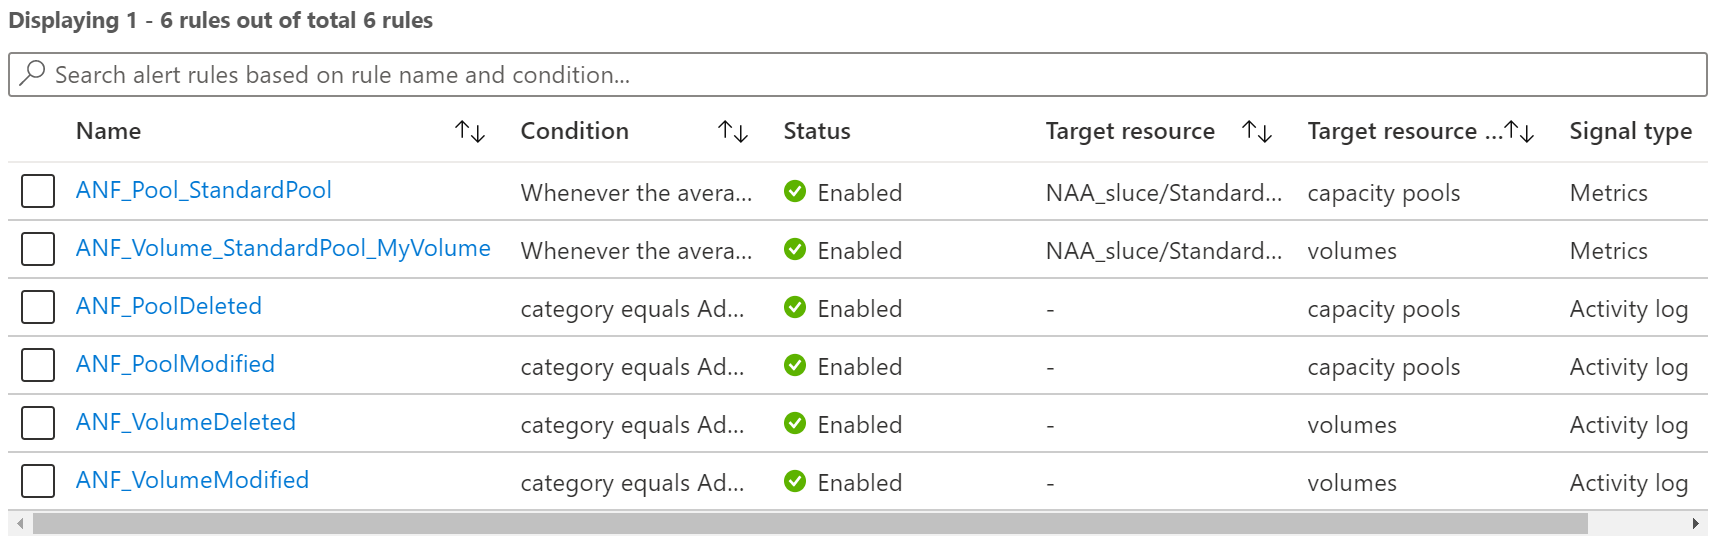 Displaying 1 - 6 rules out of total 6 rules
Search alert rules based on rule name and condition...
Name Condition Status Target resource Target resource ... Signal type
ANF_Pool_StandardPool Whenever the avera... Enabled NAA_sluce/Standard... capacity pools Metrics
ANF_Volume_StandardPool_MyVolume Whenever the avera... Enabled NAA_sluce/Standard... volumes Metrics
ANF_PoolDeleted category equals Ad... Enabled - capacity pools Activity log
ANF_PoolModified category equals Ad... Enabled - capacity pools Activity log
ANF_VolumeDeleted category equals Ad... Enabled - volumes Activity log
ANF_VolumeModified category equals Ad... Enabled - volumes Activity log